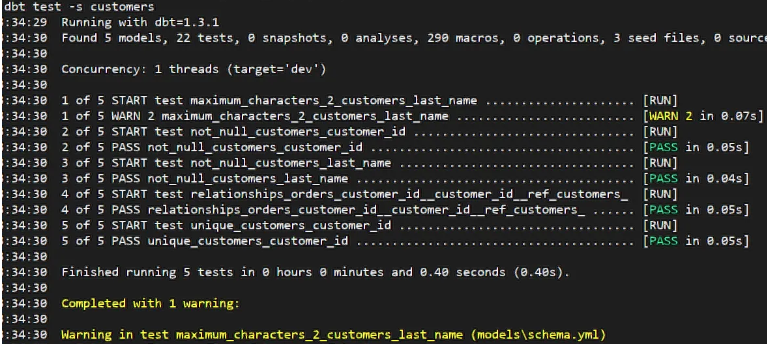 dbt test -s customers
:34:29 Running with dbt=1.3.1
:34:30 Found 5 models, 22 tests, 0 snapshots, 0 analyses, 290 macros, 0 operations, 3 seed files, 0 source
:34:30
:34:30 Concurrency: 1 threads (target='dev')
:34:30
:34:30 1 of 5 START test maximum_characters_2_customers_last_name ..................... [RUN]
:34:30 1 of 5 WARN 2 maximum_characters_2_customers_last_name ......................... [WARN 2 in 0.07s]
:34:30 2 of 5 START test not_null_customers_customer_id ............................... [RUN]
:34:30 2 of 5 PASS not_null_customers_customer_id ..................................... [PASS in 0.05s]
:34:30 3 of 5 START test not_null_customers_last_name ................................. [RUN]
:34:30 3 of 5 PASS not_null_customers_last_name ....................................... [PASS in 0.04s]
:34:30 4 of 5 START test relationships_orders_customer_id__customer_id__ref_customers_ [RUN]
:34:30 4 of 5 PASS relationships_orders_customer_id__customer_id__ref_customers_ ...... [PASS in 0.05s]
:34:30 5 of 5 START test unique_customers_customer_id ................................. [RUN]
:34:30 5 of 5 PASS unique_customers_customer_id ....................................... [PASS in 0.05s]
:34:30
:34:30 Finished running 5 tests in 0 hours 0 minutes and 0.40 seconds (0.40s).
:34:30
:34:30 Completed with 1 warning:
:34:30
:34:30 Warning in test maximum_characters_2_customers_last_name (models\schema.yml)